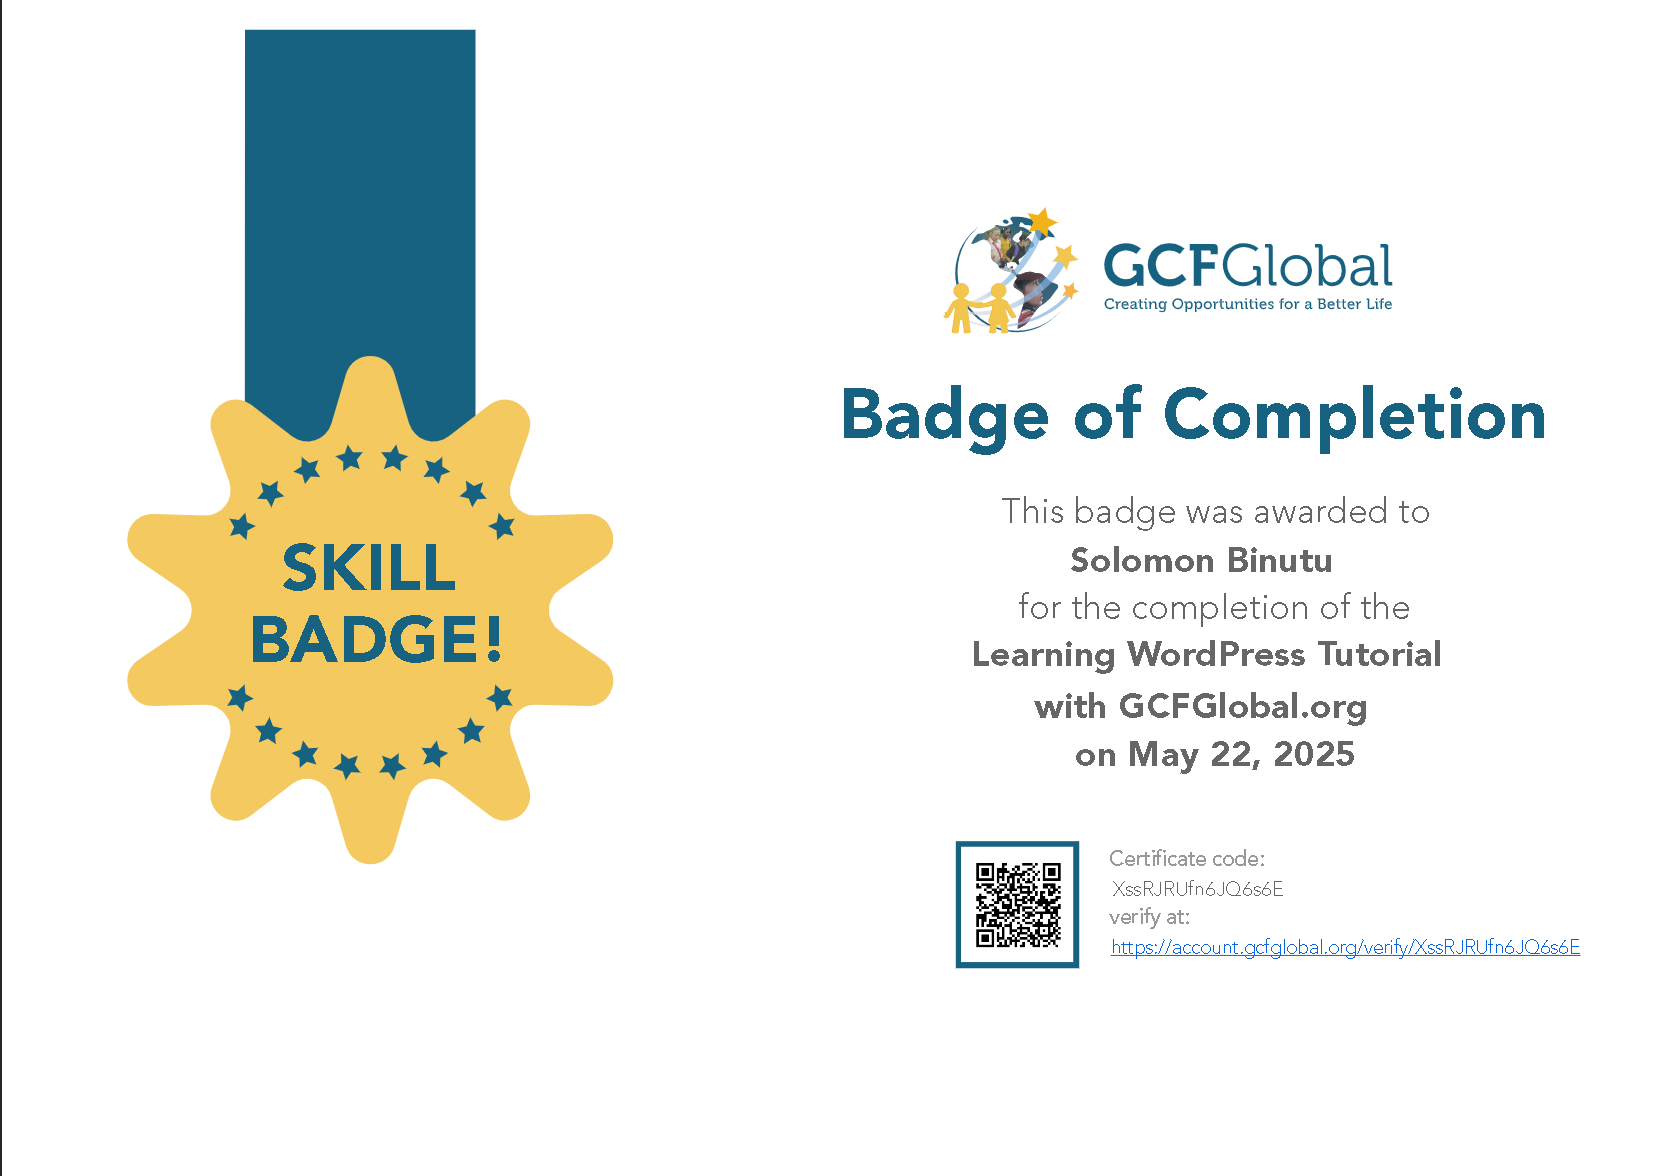 SKILL
BADGE!
GCFGlobal
Creating Opportunities for a Better Life
Badge of Completion
This badge was awarded to
Solomon Binutu
for the completion of the
Learning WordPress Tutorial
with GCFGlobal.org
on May 22, 2025
Certificate code:
XssRJRUfn6JQ6s6E
verify at:
https://account.gcfglobal.org/verify/XssRJRUfn6JQ6s6E